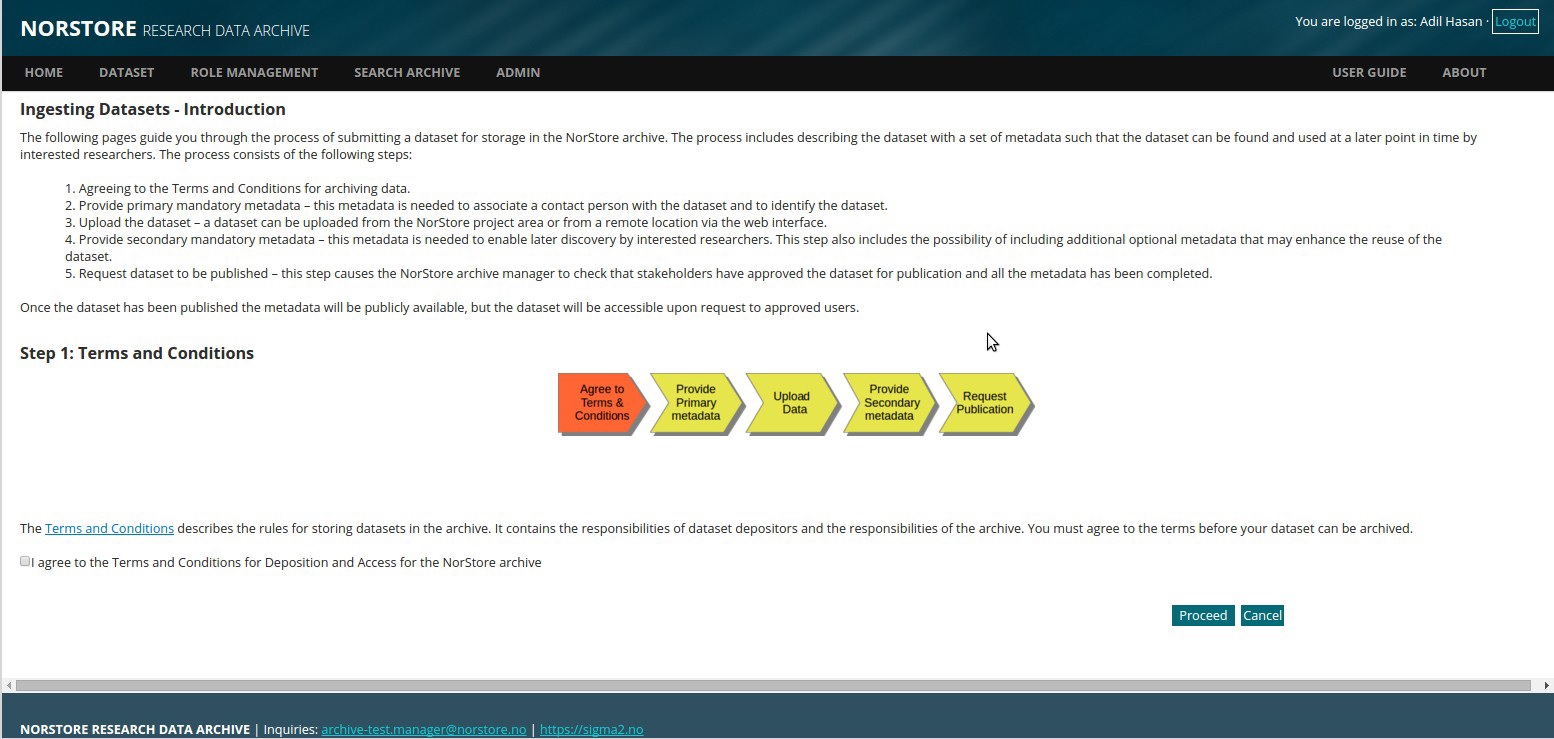 NORSTORE RESEARCH DATA ARCHIVE
You are logged in as: Adil Hasan · Logout
HOME DATASET ROLE MANAGEMENT SEARCH ARCHIVE ADMIN USER GUIDE ABOUT
Ingesting Datasets - Introduction
The following pages guide you through the process of submitting a dataset for storage in the NorStore archive. The process includes describing the dataset with a set of metadata such that the dataset can be found and used at a later point in time by
interested researchers. The process consists of the following steps:
1. Agreeing to the Terms and Conditions for archiving data.
2. Provide primary mandatory metadata – this metadata is needed to associate a contact person with the dataset and to identify the dataset.
3. Upload the dataset – a dataset can be uploaded from the NorStore project area or from a remote location via the web interface.
4. Provide secondary mandatory metadata – this metadata is needed to enable later discovery by interested researchers. This step also includes the possibility of including additional optional metadata that may enhance the reuse of the
dataset.
5. Request dataset to be published – this step causes the NorStore archive manager to check that stakeholders have approved the dataset for publication and all the metadata has been completed.
Once the dataset has been published the metadata will be publicly available, but the dataset will be accessible upon request to approved users.
Step 1: Terms and Conditions
Agree to
Terms &
Conditions
Provide
Primary
metadata
Upload
Data
Provide
Secondary
metadata
Request
Publication
The Terms and Conditions describes the rules for storing datasets in the archive. It contains the responsibilities of dataset depositors and the responsibilities of the archive. You must agree to the terms before your dataset can be archived.
I agree to the Terms and Conditions for Deposition and Access for the NorStore archive
Proceed Cancel
NORSTORE RESEARCH DATA ARCHIVE | Inquiries: archive-test.manager@norstore.no | https://sigma2.no